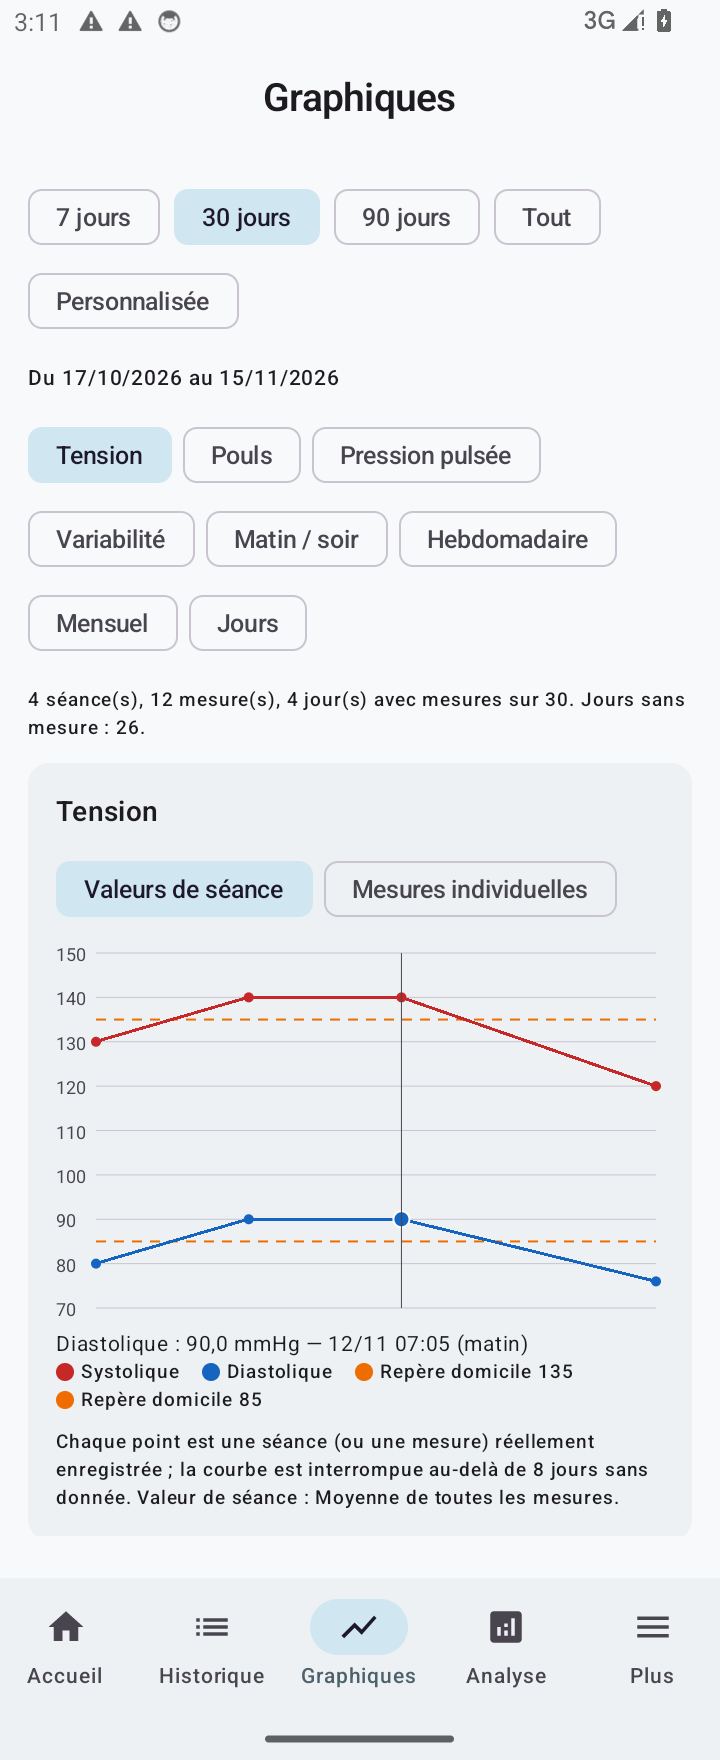 3:11 3G
Graphiques
7 jours 30 jours 90 jours Tout
Personnalisée
Du 17/10/2026 au 15/11/2026
Tension Pouls Pression pulsée
Variabilité Matin / soir Hebdomadaire
Mensuel Jours
4 séance(s), 12 mesure(s), 4 jour(s) avec mesures sur 30. Jours sans
mesure : 26.
Tension
Valeurs de séance Mesures individuelles
150
140
130
120
110
100
90
80
70
Diastolique : 90,0 mmHg — 12/11 07:05 (matin)
Systolique Diastolique Repère domicile 135
Repère domicile 85
Chaque point est une séance (ou une mesure) réellement
enregistrée ; la courbe est interrompue au-delà de 8 jours sans
donnée. Valeur de séance : Moyenne de toutes les mesures.
Accueil Historique Graphiques Analyse Plus